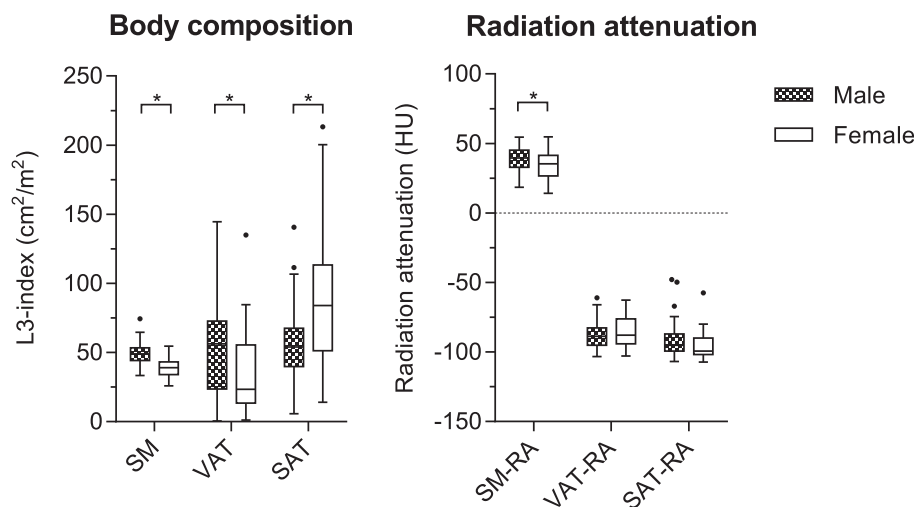 Body composition
Radiation attenuation
L3-index (cm²/m²)
250
200
150
100
50
0
*
*
*
SM
VAT
SAT
Radiation attenuation (HU)
100
50
0
-50
-100
-150
*
SM-RA
VAT-RA
SAT-RA
Male
Female